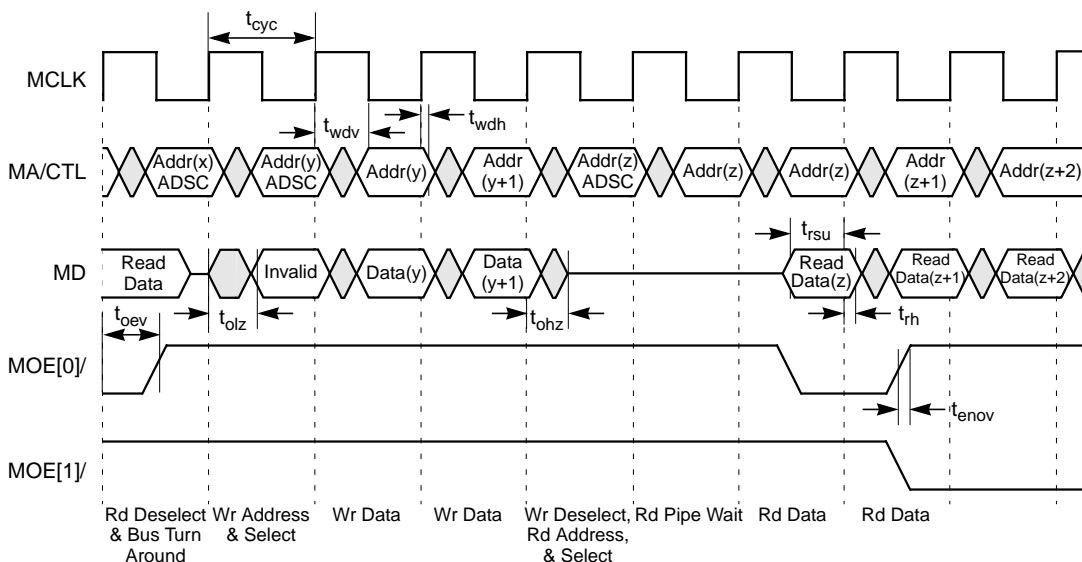 tcyc
MCLK
twdv
twdh
MA/CTL
Addr(x)
ADSC
Addr(y)
ADSC
Addr(y)
Addr
(y+1)
Addr(z)
ADSC
Addr(z)
Addr(z)
Addr
(z+1)
Addr(z+2)
trsu
MD
Read
Data
Invalid
Data(y)
Data
(y+1)
Read
Data(z)
Read
Data(z+1)
Read
Data(z+2)
toev
tolz
tohz
trh
MOE[0]/
tenov
MOE[1]/
Rd Deselect
& Bus Turn
Around
Wr Address
& Select
Wr Data
Wr Data
Wr Deselect,
Rd Address,
& Select
Rd Pipe Wait
Rd Data
Rd Data